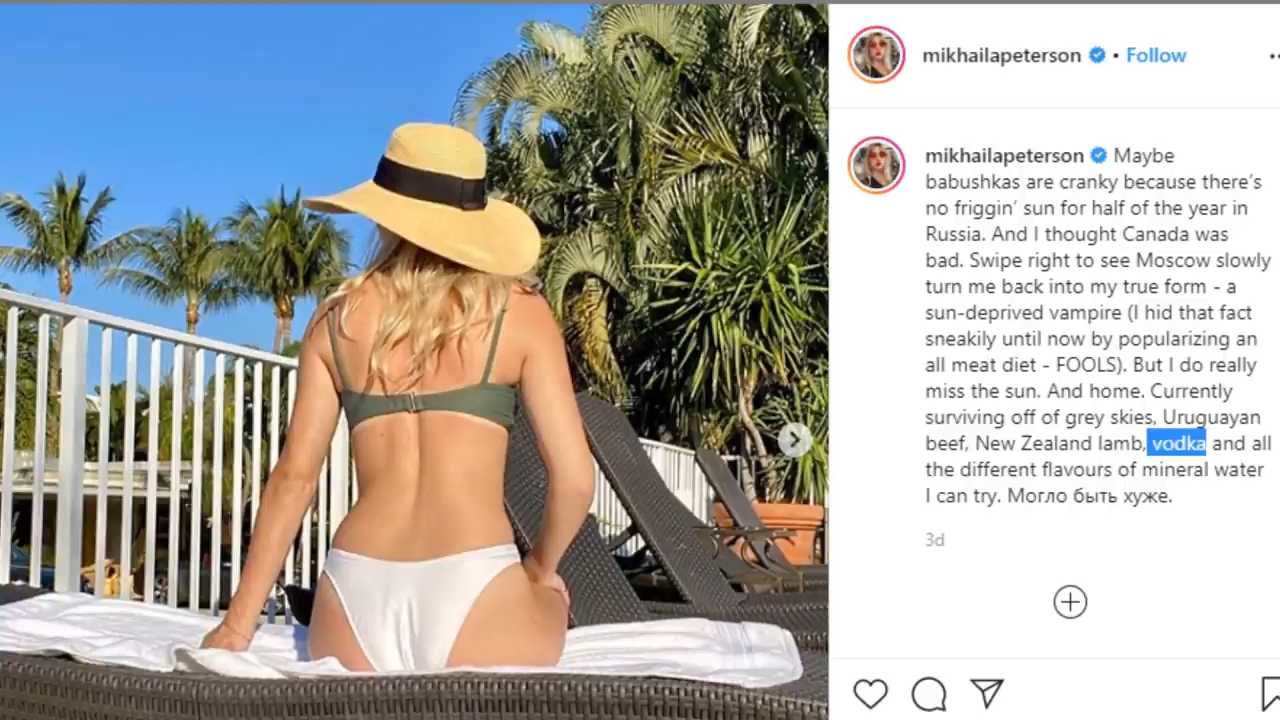 mikhailapeterson • Follow
mikhailapeterson Maybe
babushkas are cranky because there's
no friggin' sun for half of the year in
Russia. And I thought Canada was
bad. Swipe right to see Moscow slowly
turn me back into my true form - a
sun-deprived vampire (I hid that fact
sneakily until now by popularizing an
all meat diet - FOOLS). But I do really
miss the sun. And home. Currently
surviving off of grey skies, Uruguayan
beef, New Zealand lamb, vodka and all
the different flavours of mineral water
I can try. Могло быть хуже.
3d